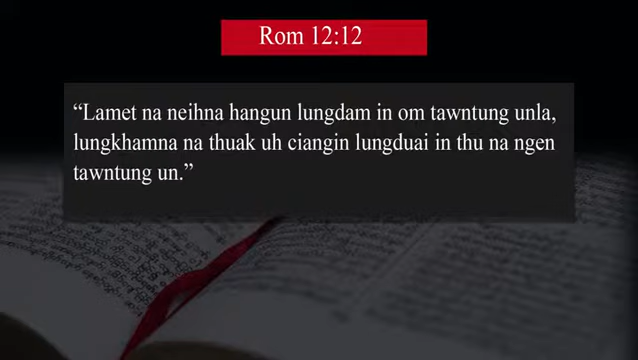 Rom 12:12
“Lamet na neihna hangun lungdam in om tawntung unla,
lungkhamna na thuak uh ciangin lungduai in thu na ngen
tawntung un.”